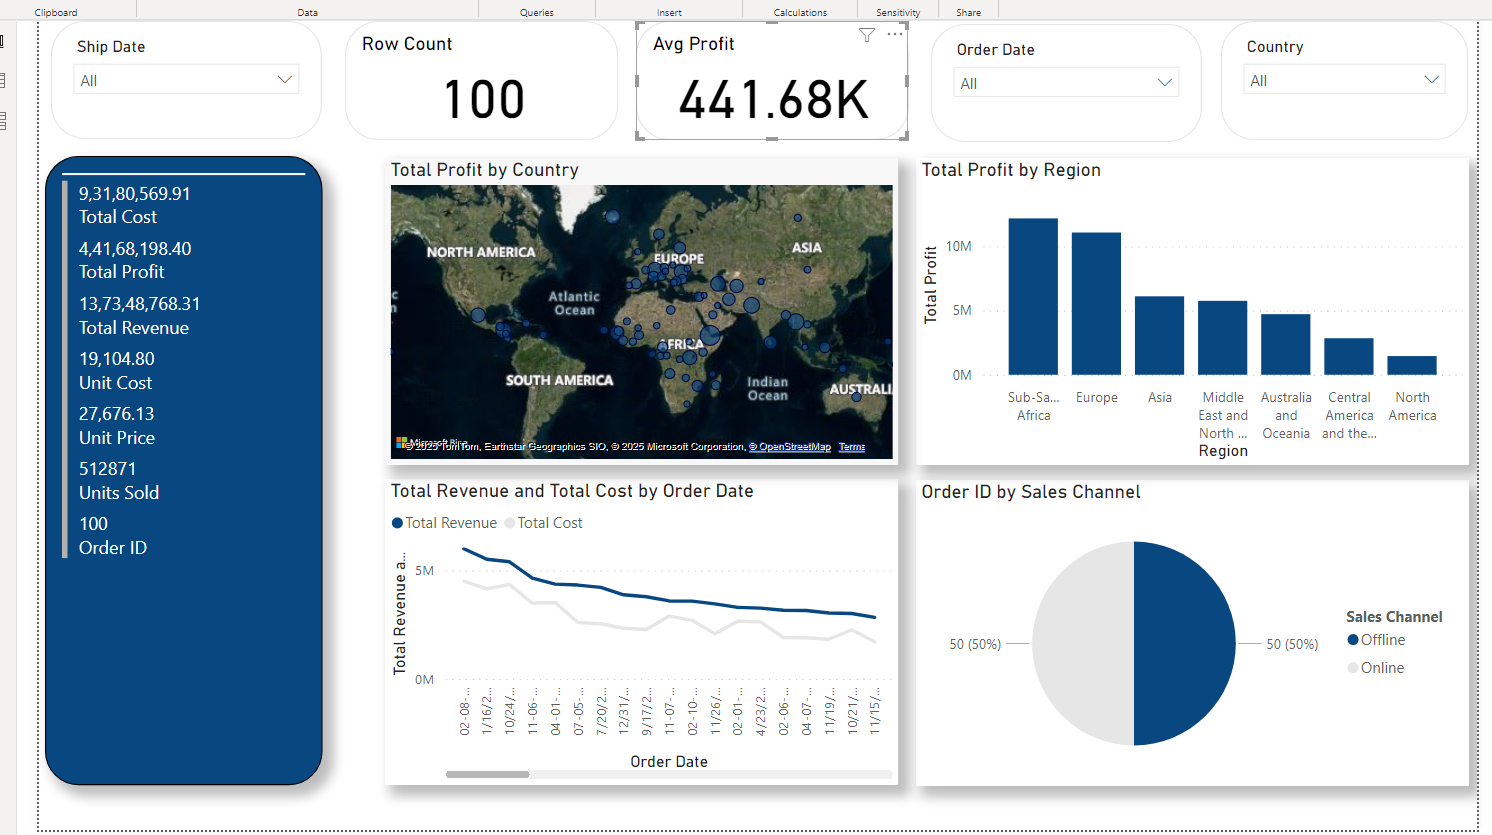 Clipboard
Data
Queries
Insert
Calculations
Sensitivity
Share
Ship Date
All
Row Count
100
Avg Profit
441.68K
Order Date
All
Country
All
9,31,80,569.91
Total Cost
4,41,68,198.40
Total Profit
13,73,48,768.31
Total Revenue
19,104.80
Unit Cost
27,676.13
Unit Price
512871
Units Sold
100
Order ID
Total Profit by Country
NORTH AMERICA
EUROPE
ASIA
Atlantic
Ocean
AFRICA
SOUTH AMERICA
Indian
Ocean
AUSTRALI
Microsoft Bing
© 2025 TomTom, Earthstar Geographics SIO, © 2025 Microsoft Corporation, © OpenStreetMap Terms
Total Profit by Region
Total Profit
10M
5M
0M
Sub-Sa...
Africa
Europe
Asia
Middle
East and
North ...
Australia
and
Oceania
Central
America
and the...
North
America
Region
Total Revenue and Total Cost by Order Date
Total Revenue
Total Cost
Total Revenue a...
5M
0M
02-08-...
1/16/2...
10/24/...
11-06-...
04-01-...
07-05-...
7/20/2...
12/31/...
9/17/2...
11-07-...
02-10-...
11/26/...
02-01-...
4/23/2...
02-06-...
04-07-...
11/19/...
10/21/...
11/15/...
Order Date
Order ID by Sales Channel
50 (50%)
50 (50%)
Sales Channel
Offline
Online